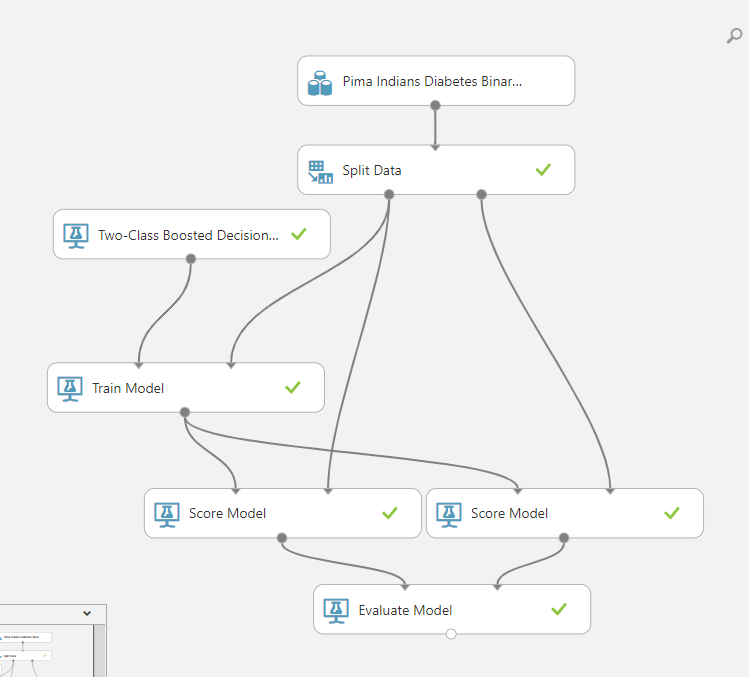 Pima Indians Diabetes Binar...
Split Data
Two-Class Boosted Decision...
Train Model
Score Model
Score Model
Evaluate Model